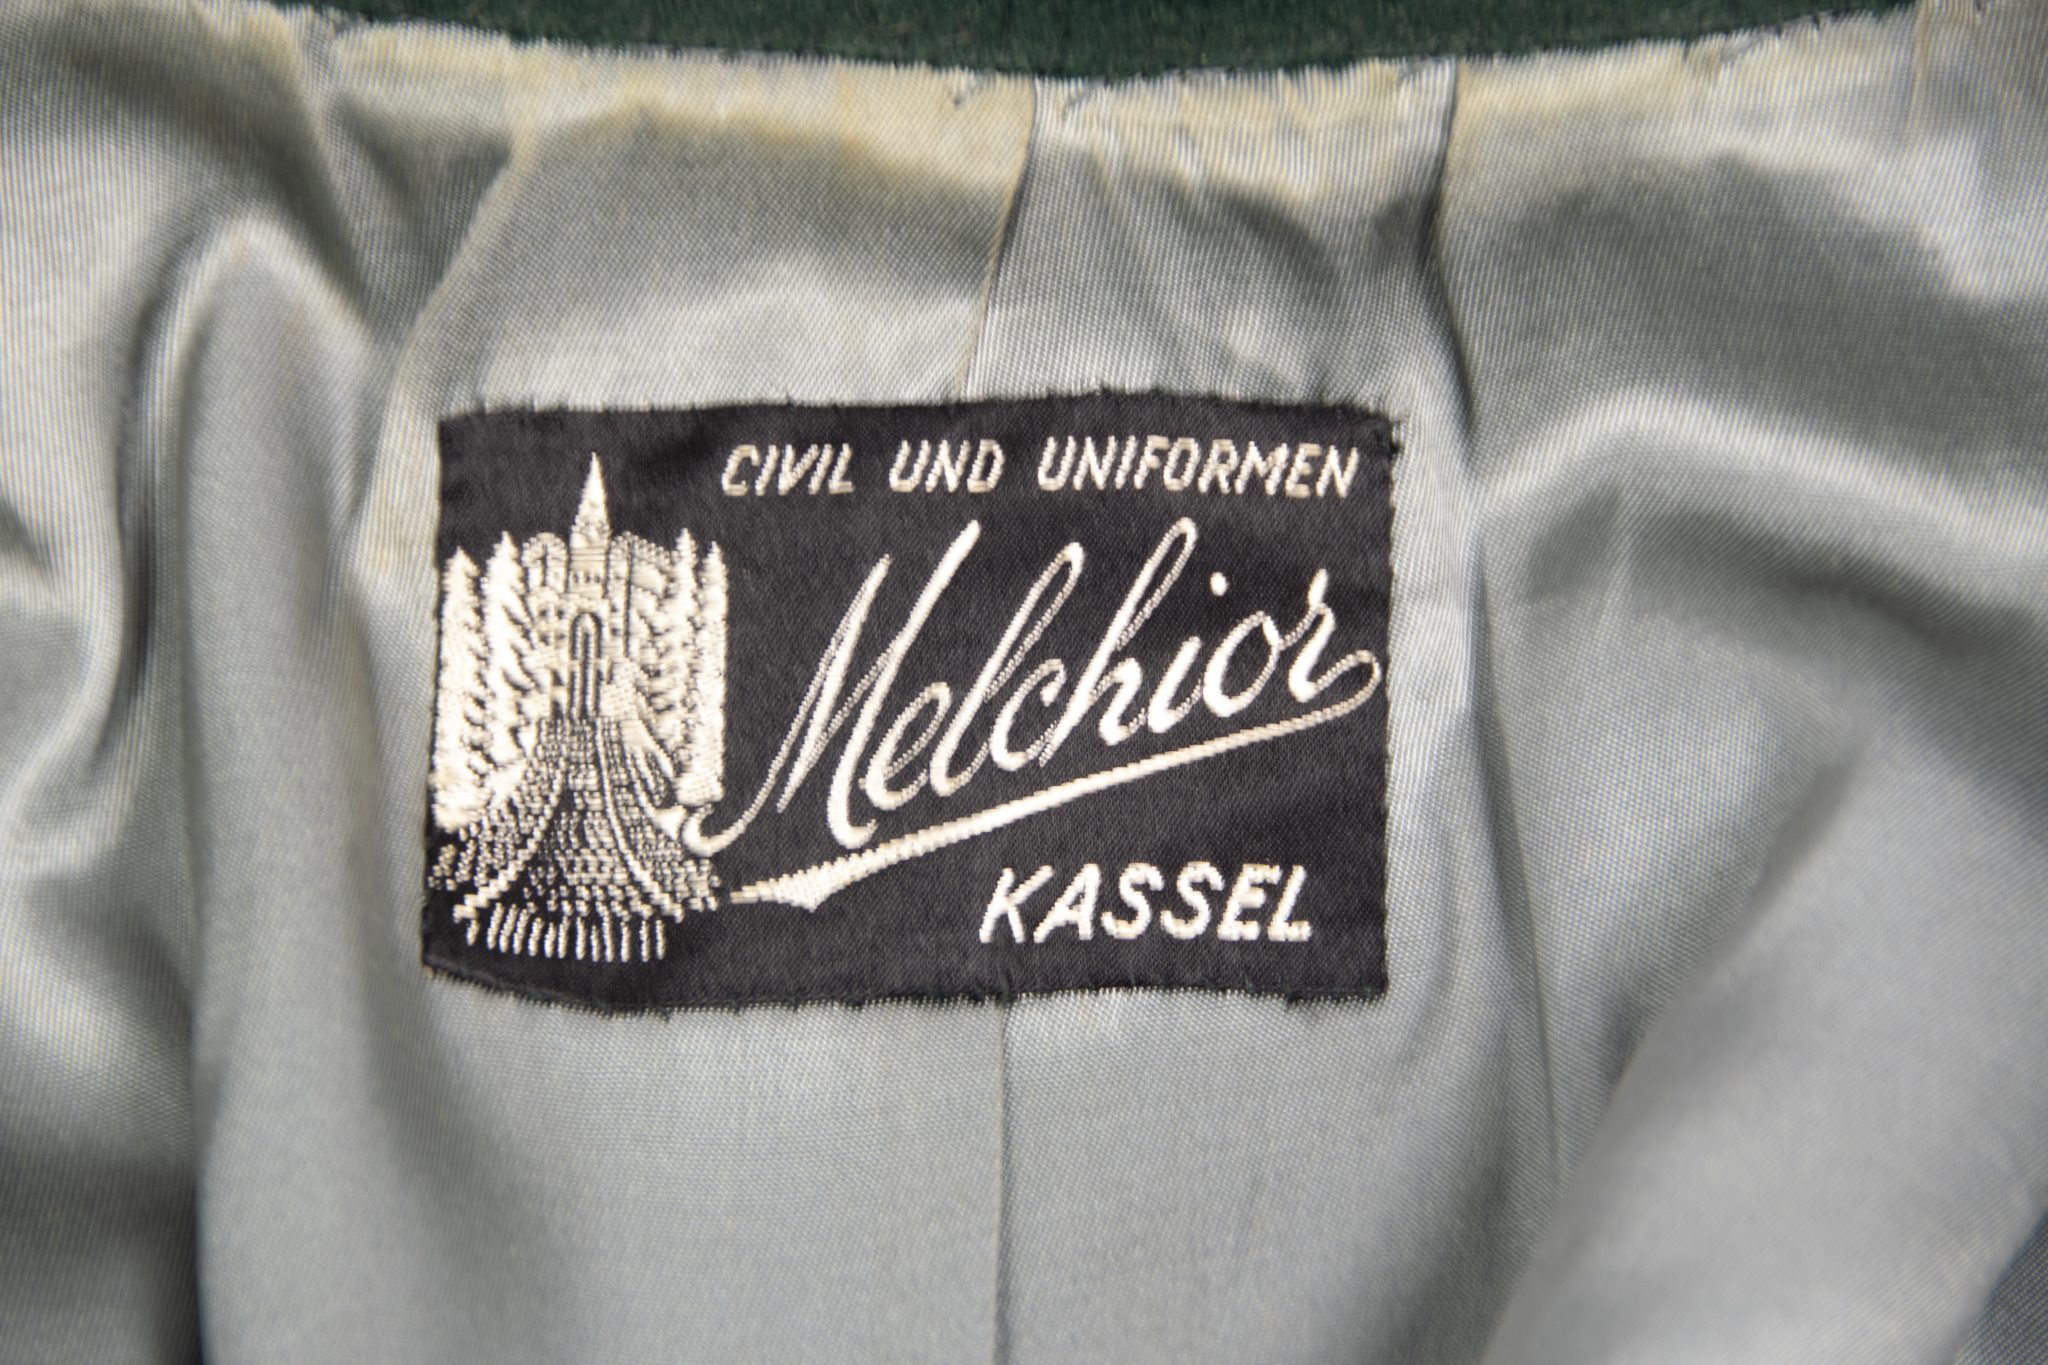 CIVIL UND UNIFORMEN
Melchior
KASSEL